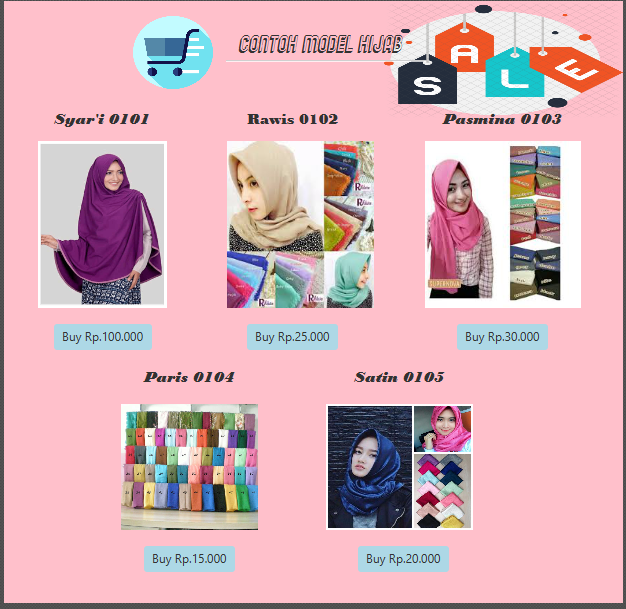 CONTOH MODEL HIJAB
SALE
Syar'i 0101
Rawis 0102
Pasmina 0103
Buy Rp.100.000
Buy Rp.25.000
Buy Rp.30.000
Paris 0104
Satin 0105
Buy Rp.15.000
Buy Rp.20.000